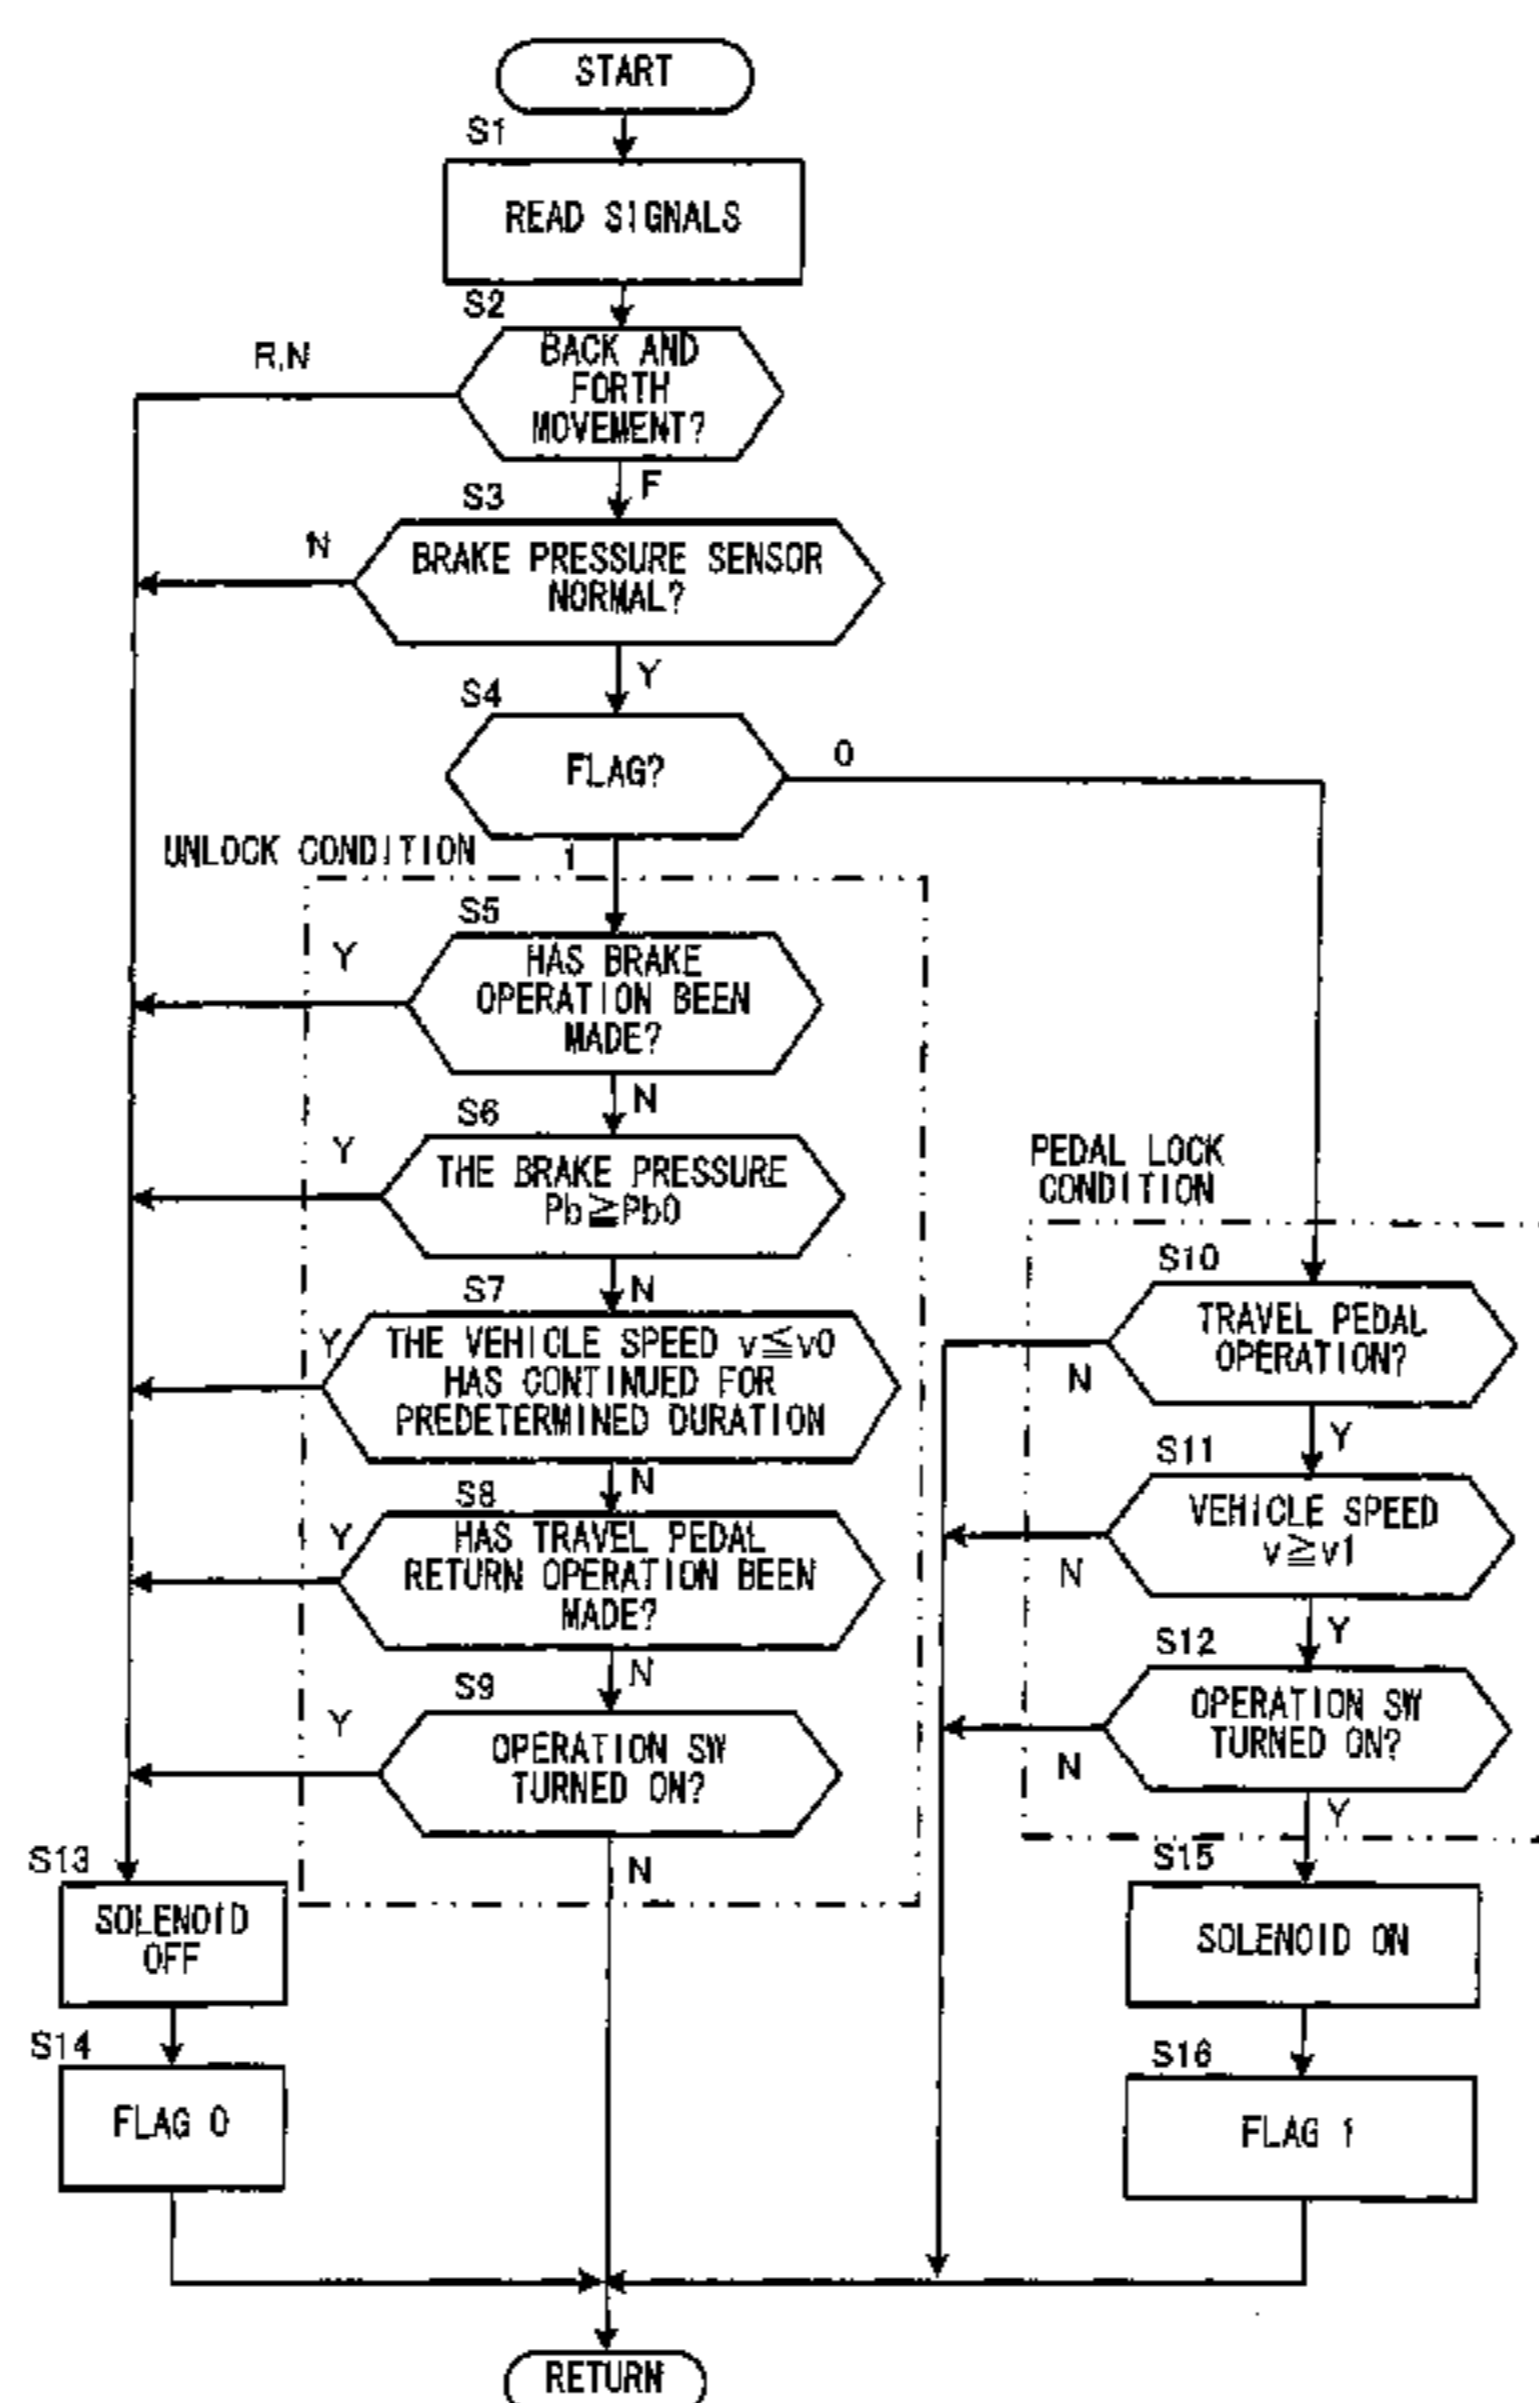 START
S1
READ SIGNALS
S2
R,N
BACK AND
FORTH
MOVEMENT?
F
S3
N
BRAKE PRESSURE SENSOR
NORMAL?
Y
S4
FLAG?
0
UNLOCK CONDITION
1
S5
Y
HAS BRAKE
OPERATION BEEN
MADE?
N
S6
Y
THE BRAKE PRESSURE
Pb≧Pb0
N
S7
Y
THE VEHICLE SPEED v≦v0
HAS CONTINUED FOR
PREDETERMINED DURATION
N
S8
Y
HAS TRAVEL PEDAL
RETURN OPERATION BEEN
MADE?
N
S9
Y
OPERATION SW
TURNED ON?
N
PEDAL LOCK
CONDITION
S10
TRAVEL PEDAL
OPERATION?
N
Y
S11
VEHICLE SPEED
v≧v1
N
Y
S12
OPERATION SW
TURNED ON?
N
Y
S13
SOLENOID
OFF
S14
FLAG 0
S15
SOLENOID ON
S16
FLAG 1
RETURN